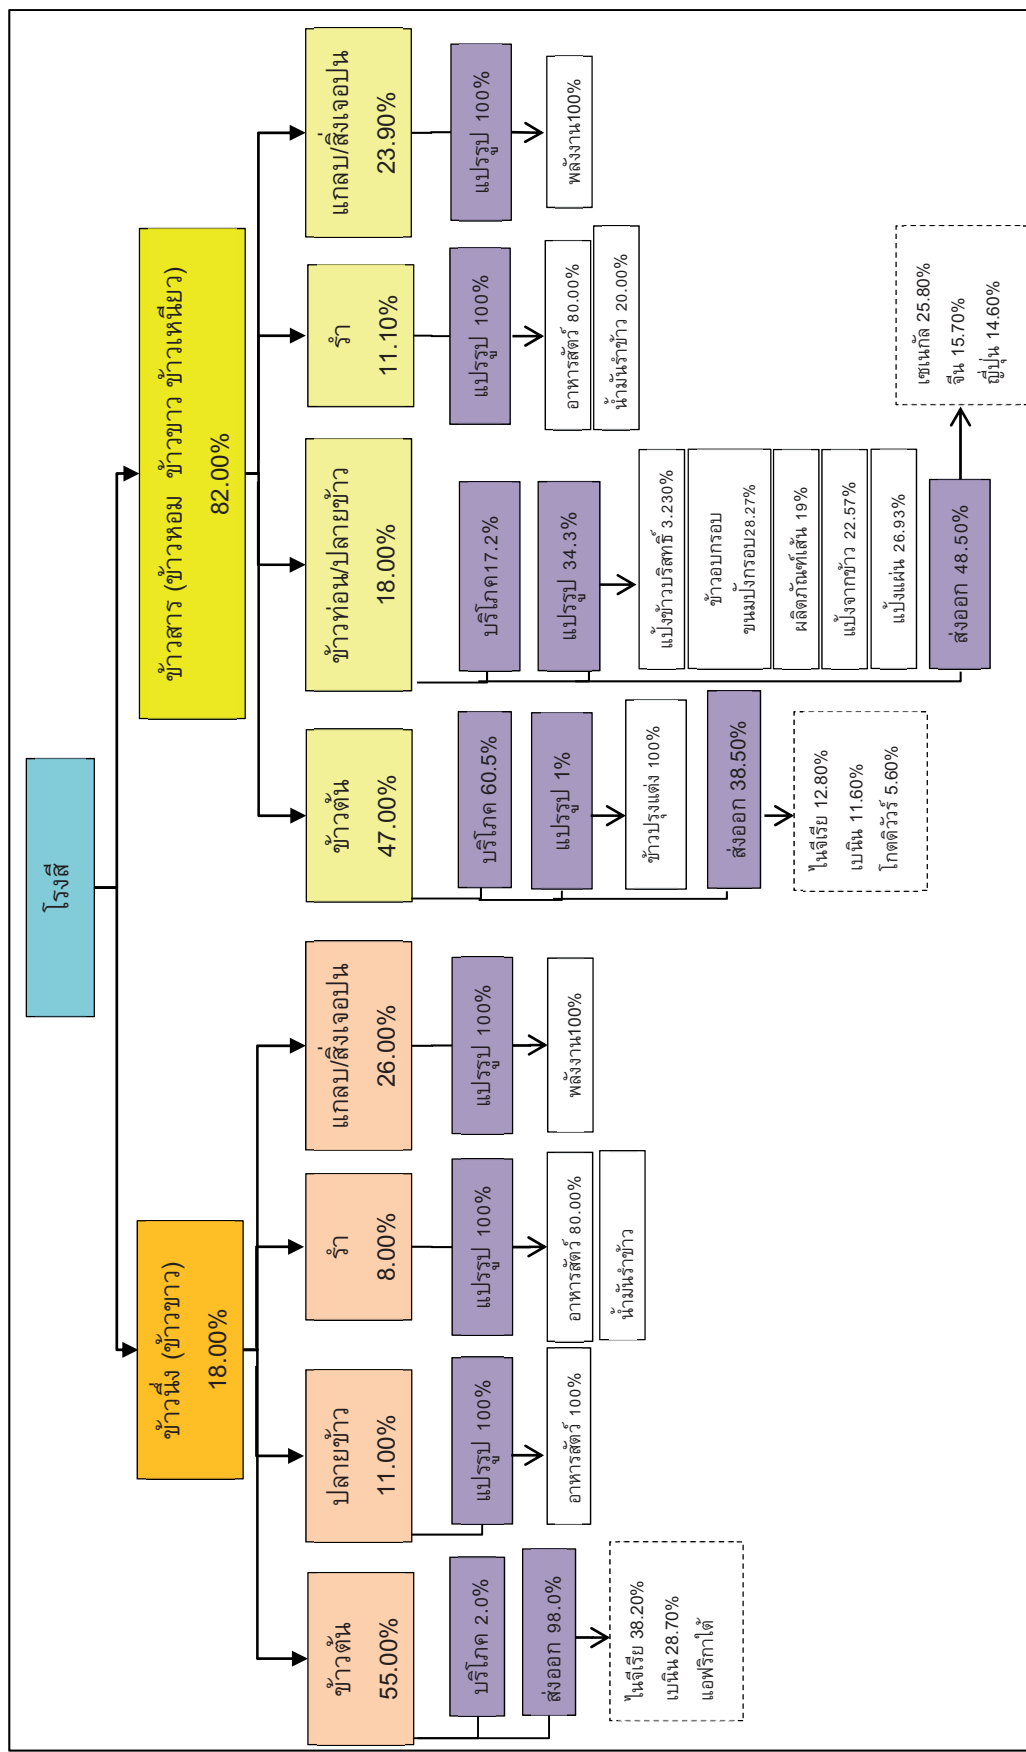 โรงสี
ข้าวนึ่ง (ข้าวขาว)
18.00%
ข้าวสาร (ข้าวหอม ข้าวขาว ข้าวเหนียว)
82.00%
ข้าวต้น
55.00%
ปลายข้าว
11.00%
รำ
8.00%
แกลบ/สิ่งเจอปน
26.00%
ข้าวต้น
47.00%
ข้าวท่อน/ปลายข้าว
18.00%
รำ
11.10%
แกลบ/สิ่งเจอปน
23.90%
บริโภค 2.0%
ส่งออก 98.0%
ไนจีเรีย 38.20%
เบนิน 28.70%
แอฟริกาใต้
แปรรูป 100%
อาหารสัตว์ 100%
แปรรูป 100%
อาหารสัตว์ 80.00%
น้ำมันรำข้าว
แปรรูป 100%
พลังงาน100%
บริโภค 60.5%
แปรรูป 1%
ข้าวปรุงแต่ง 100%
ส่งออก 38.50%
ไนจีเรีย 12.80%
เบนิน 11.60%
โกตติวัวร์ 5.60%
บริโภค17.2%
แปรรูป 34.3%
แป้งข้าวบริสุทธิ์ 3.230%
ข้าวอบกรอบ
ขนมปังกรอบ28.27%
ผลิตภัณฑ์เส้น 19%
แป้งจากข้าว 22.57%
แป้งแผ่น 26.93%
ส่งออก 48.50%
เซเนกัล 25.80%
จีน 15.70%
ญี่ปุ่น 14.60%
แปรรูป 100%
อาหารสัตว์ 80.00%
น้ำมันรำข้าว 20.00%
แปรรูป 100%
พลังงาน100%